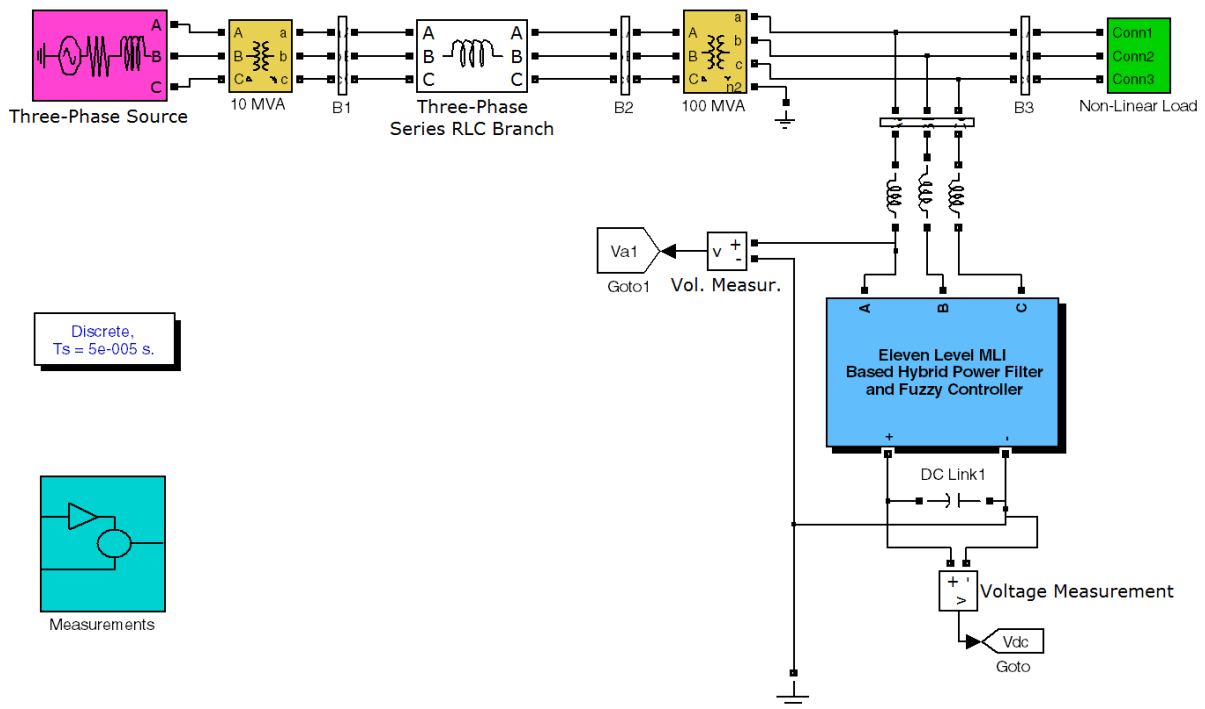 A
B
C
Three-Phase Source
A
B
C
a
b
c
10 MVA
B1
A
B
C
A
B
C
Three-Phase
Series RLC Branch
B2
A
B
C
a
b
c
n2
100 MVA
B3
Conn1
Conn2
Conn3
Non-Linear Load
Va1
Goto1
v
+
-
Vol. Measur.
Discrete,
Ts = 5e-005 s.
A
B
C
Eleven Level MLI
Based Hybrid Power Filter
and Fuzzy Controller
+
-
DC Link1
+ -
v
Voltage Measurement
Vdc
Goto
Measurements